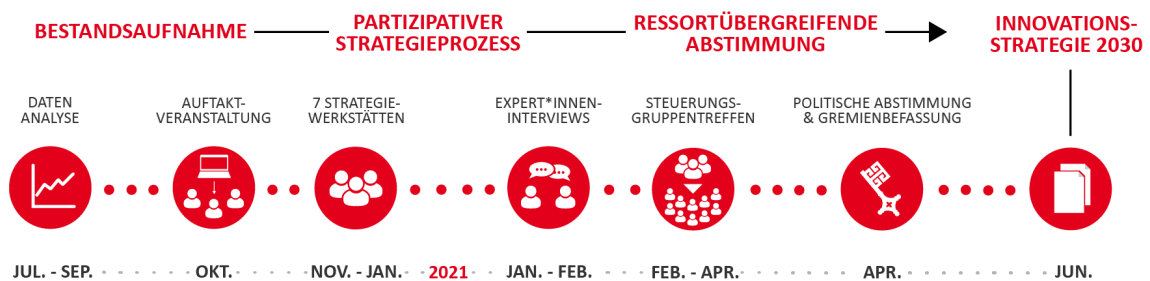 BESTANDSAUFNAHME
PARTIZIPATIVER
STRATEGIEPROZESS
RESSORTÜBERGREIFENDE
ABSTIMMUNG
INNOVATIONS-
STRATEGIE 2030
DATEN
ANALYSE
AUFTAKT-
VERANSTALTUNG
7 STRATEGIE-
WERKSTÄTTEN
EXPERT*INNEN-
INTERVIEWS
STEUERUNGS-
GRUPPENTREFFEN
POLITISCHE ABSTIMMUNG
& GREMIENBEFASSUNG
JUL. - SEP.
OKT.
NOV. - JAN.
2021
JAN. - FEB.
FEB. - APR.
APR.
JUN.